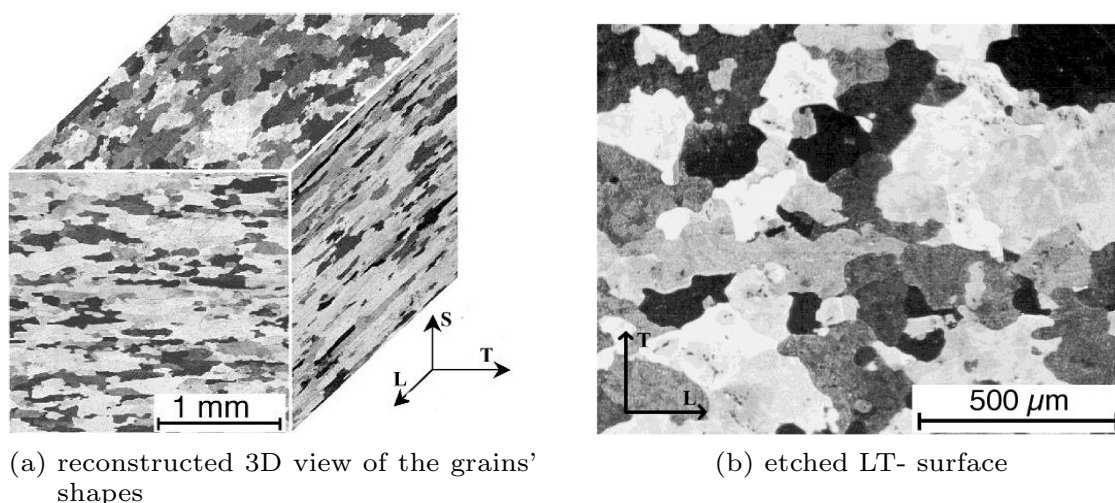 S
T
L
1 mm
T
L
500 μm
(a) reconstructed 3D view of the grains'
shapes
(b) etched LT- surface